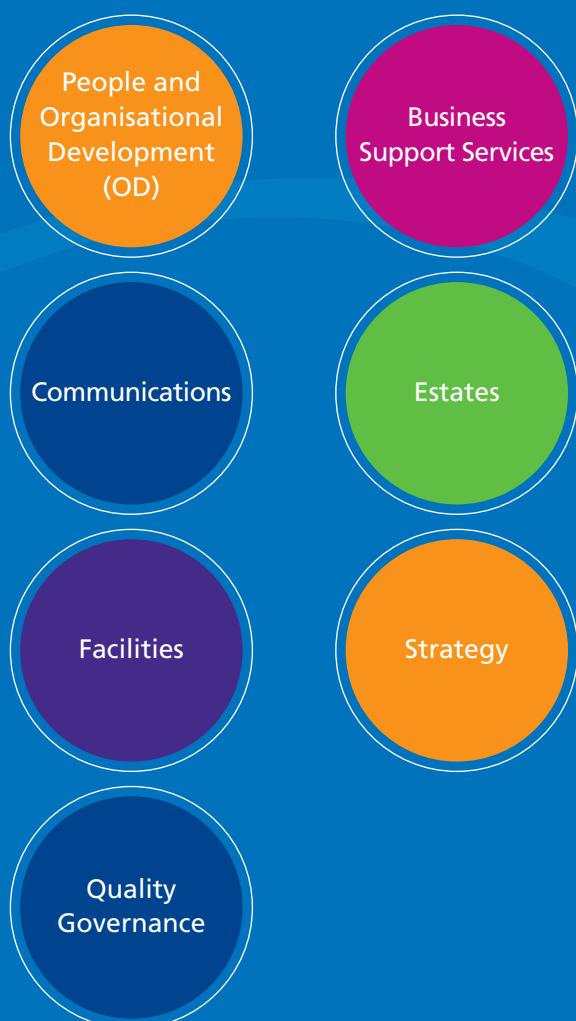 People and
Organisational
Development
(OD)
Business
Support Services
Communications
Estates
Facilities
Strategy
Quality
Governance